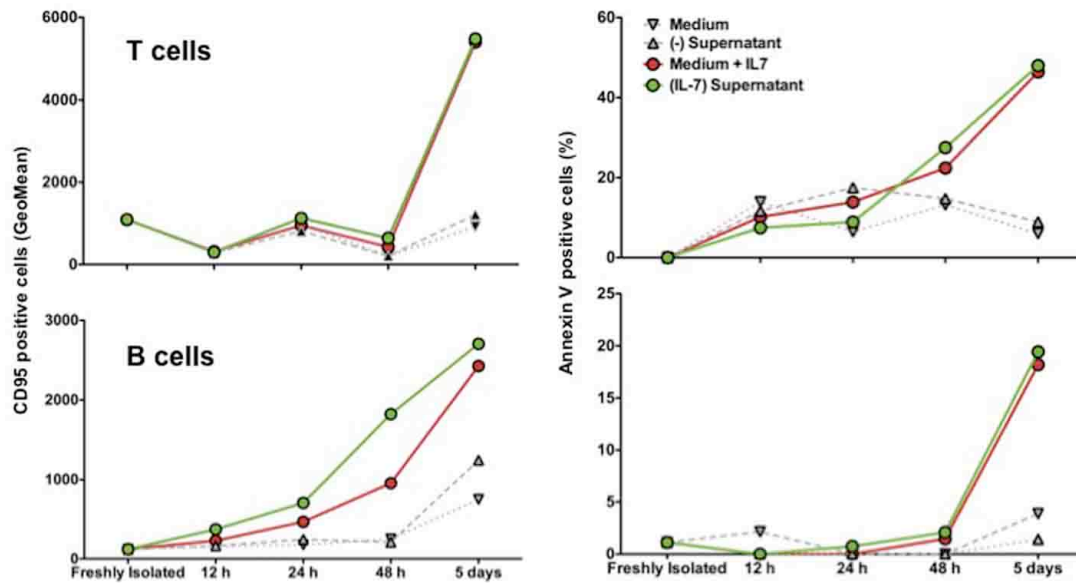 T cells
6000
4000
2000
0
CD95 positive cells (GeoMean)
B cells
3000
2000
1000
0
Freshly Isolated 12 h 24 h 48 h 5 days
Medium
(-) Supernatant
Medium + IL7
(IL-7) Supernatant
60
40
20
0
Annexin V positive cells (%)
25
20
15
10
5
0
Freshly Isolated 12 h 24 h 48 h 5 days